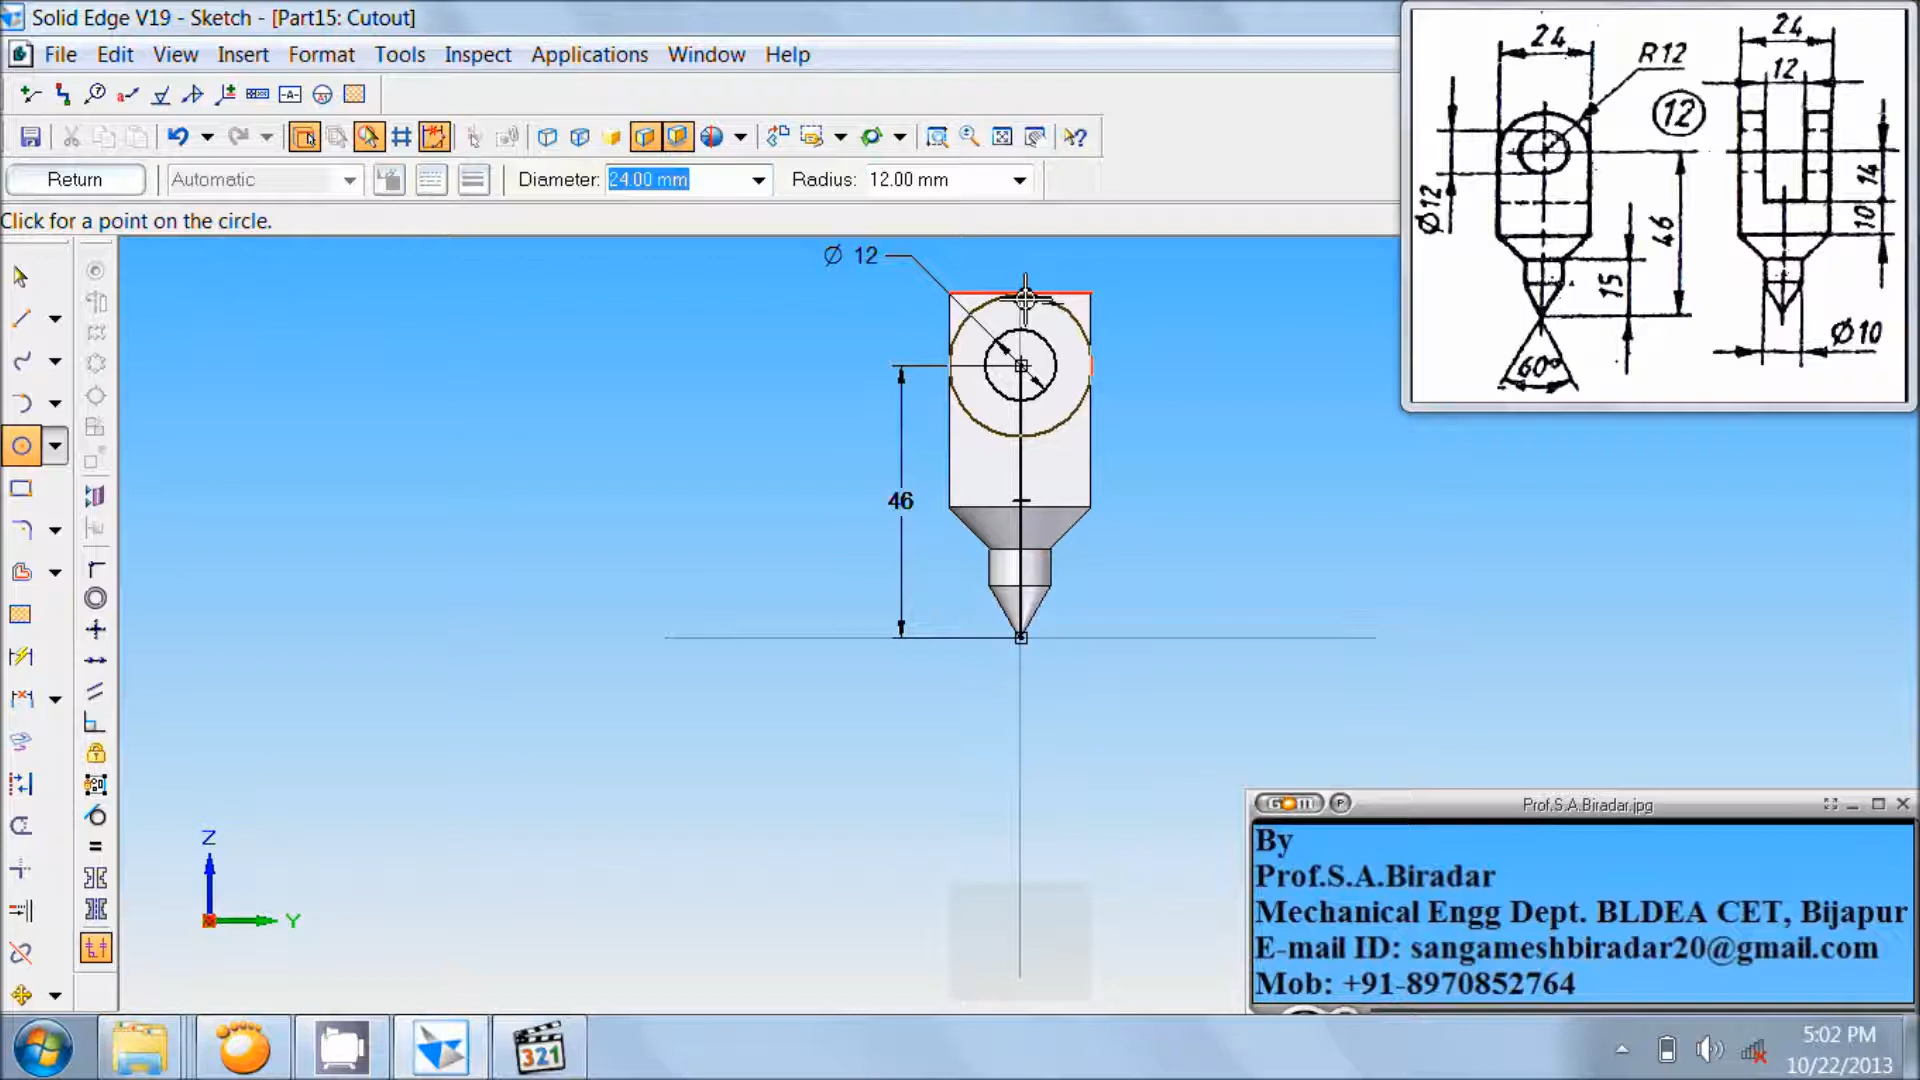 Solid Edge V19 - Sketch - [Part15: Cutout]
File Edit View Insert Format Tools Inspect Applications Window Help
Return Automatic Diameter: 24.00 mm Radius: 12.00 mm
Click for a point on the circle.
24
R12
12
Ø12
46
15
60°
24
12
14
10
Ø10
Ø 12
46
Z
Y
Prof.S.A.Biradar.jpg
By
Prof.S.A.Biradar
Mechanical Engg Dept. BLDEA CET, Bijapur
E-mail ID: sangameshbiradar20@gmail.com
Mob: +91-8970852764
321
5:02 PM
10/22/2013